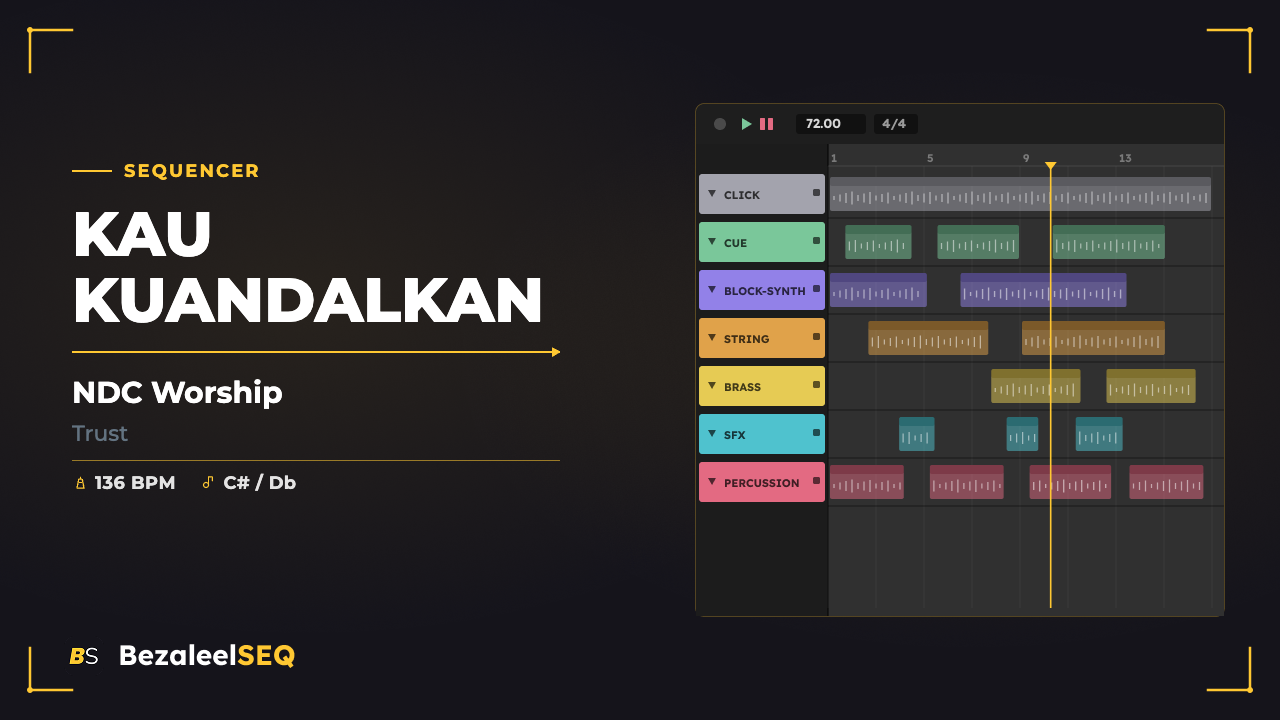 SEQUENCER
KAU
KUANDALKAN
NDC Worship
Trust
136 BPM C# / Db
BS BezaleelSEQ
72.00 4/4
1 5 9 13
CLICK
CUE
BLOCK-SYNTH
STRING
BRASS
SFX
PERCUSSION